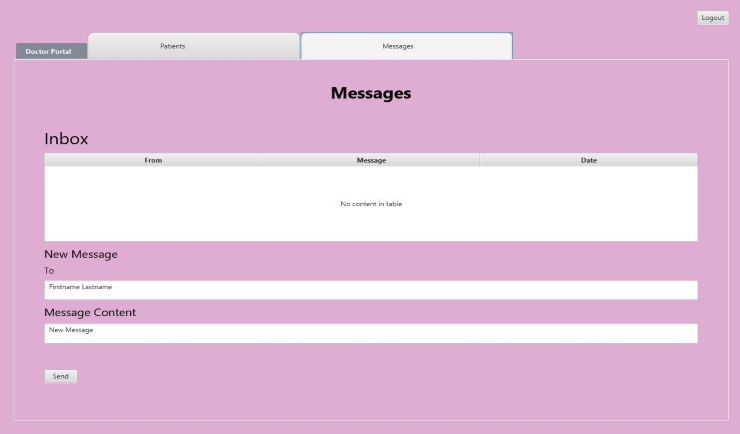 Logout
Doctor Portal
Patients
Messages
Messages
Inbox
From Message Date
No content in table
New Message
To
Firstname Lastname
Message Content
New Message
Send